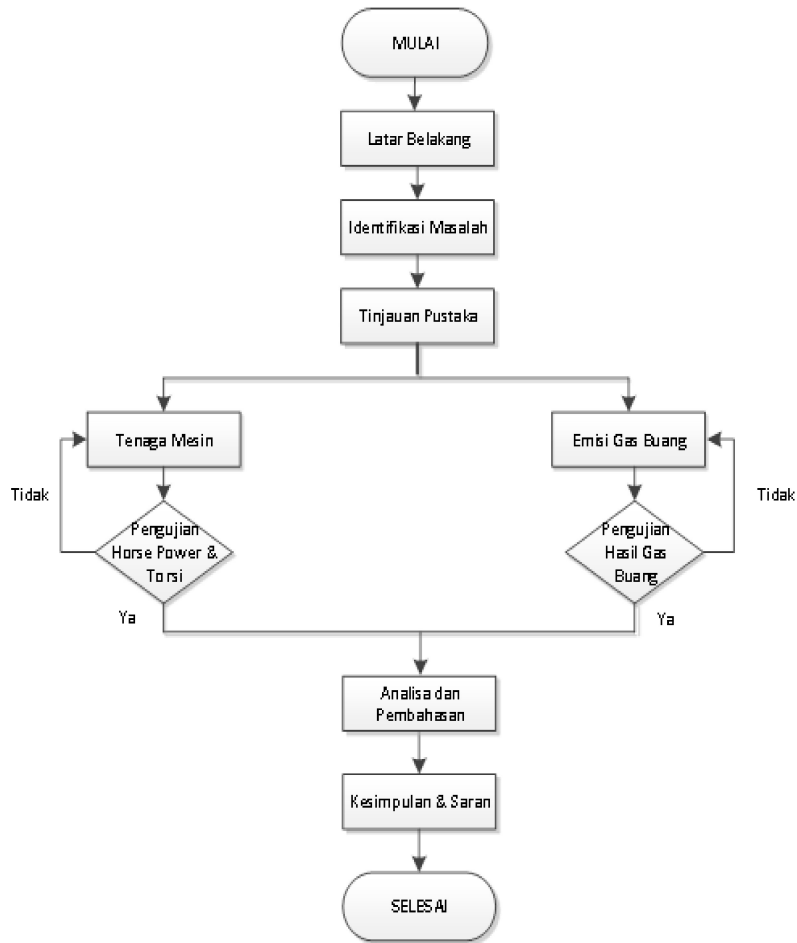 MULAI
Latar Belakang
Identifikasi Masalah
Tinjauan Pustaka
Tenaga Mesin
Emisi Gas Buang
Tidak
Tidak
Pengujian
Horse Power &
Torsi
Pengujian
Hasil Gas
Buang
Ya
Ya
Analisa dan
Pembahasan
Kesimpulan & Saran
SELESAI